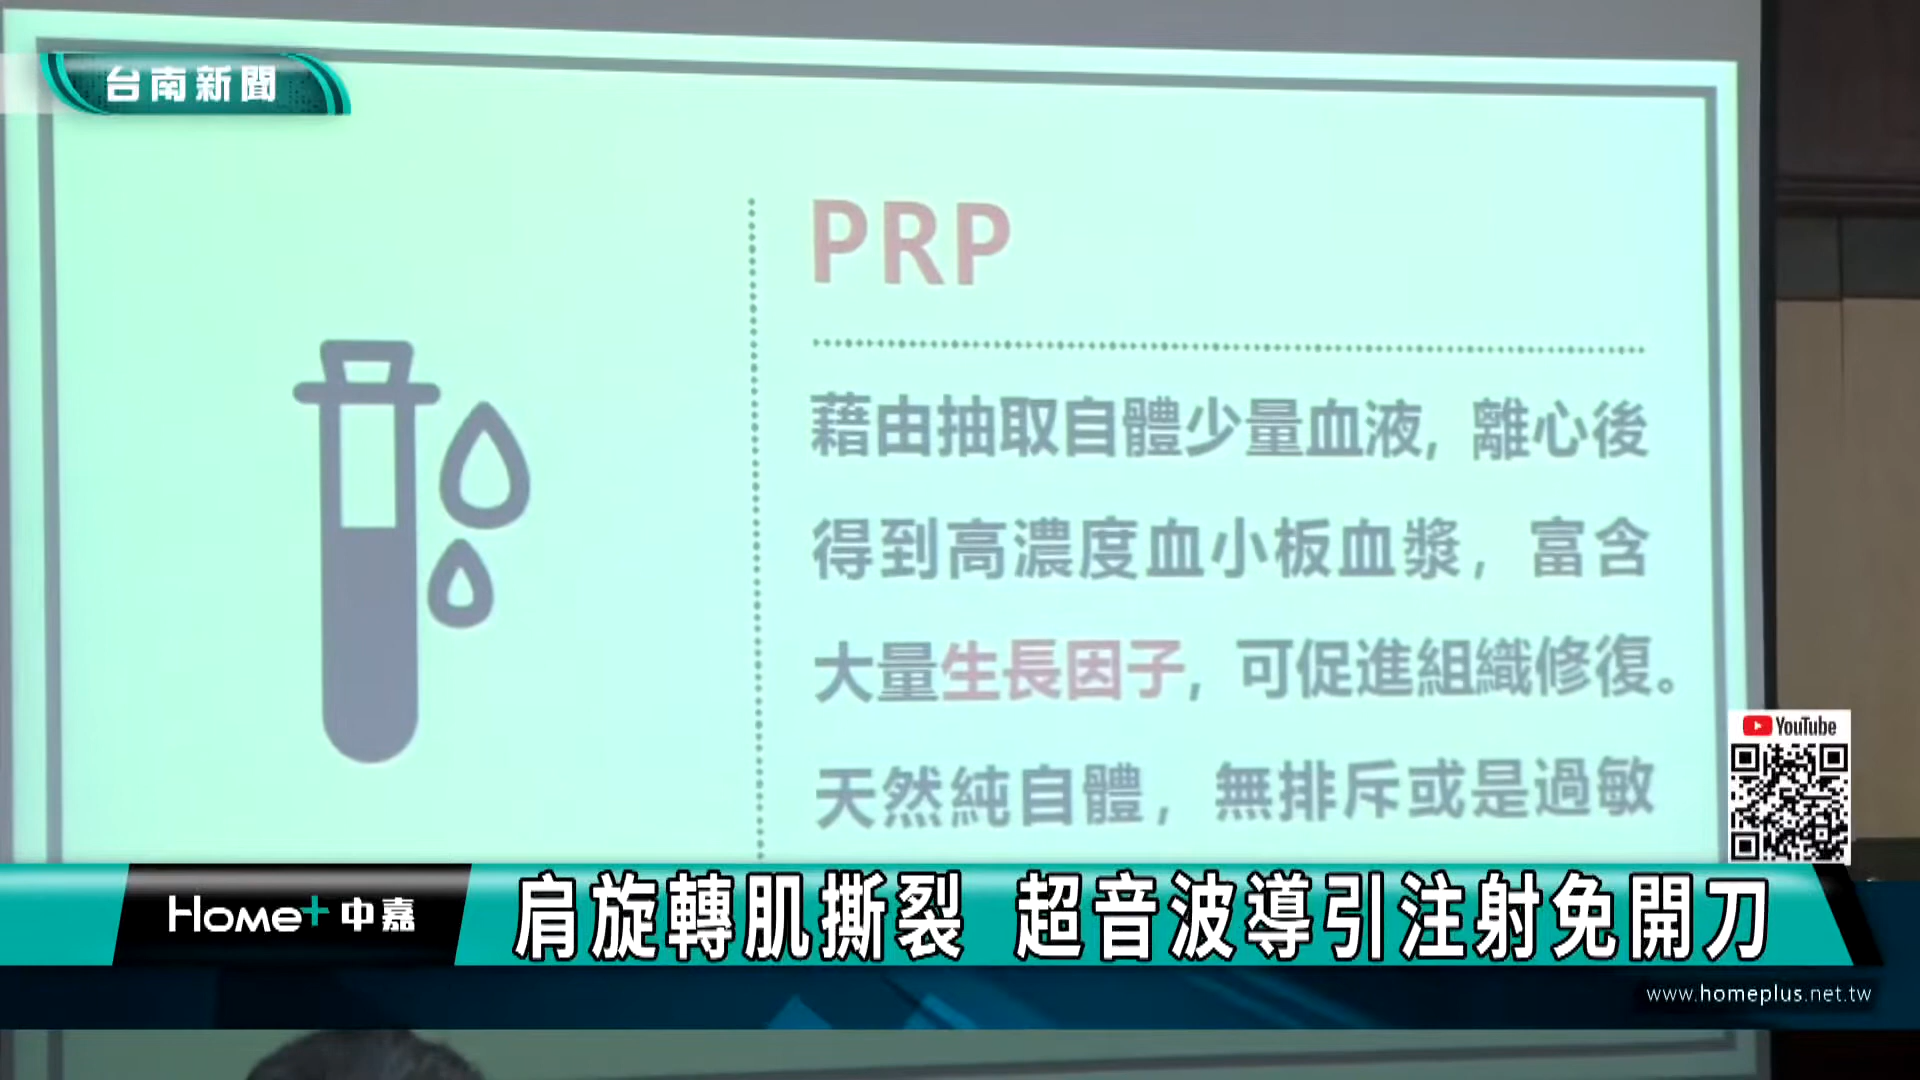 台南新聞
PRP
藉由抽取自體少量血液, 離心後
得到高濃度血小板血漿, 富含
大量生長因子, 可促進組織修復。
天然純自體, 無排斥或是過敏
YouTube
Home+中嘉
肩旋轉肌撕裂 超音波導引注射免開刀
www.homeplus.net.tw